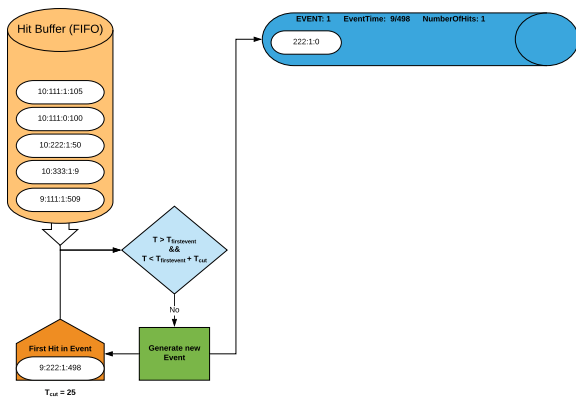 Hit Buffer (FIFO)
10:111:1:105
10:111:0:100
10:222:1:50
10:333:1:9
9:111:1:509
EVENT: 1 EventTime: 9/498 NumberOfHits: 1
222:1:0
T > Tfirstevent
&&
T < Tfirstevent + Tcut
No
Generate new
Event
First Hit in Event
9:222:1:498
Tcut = 25